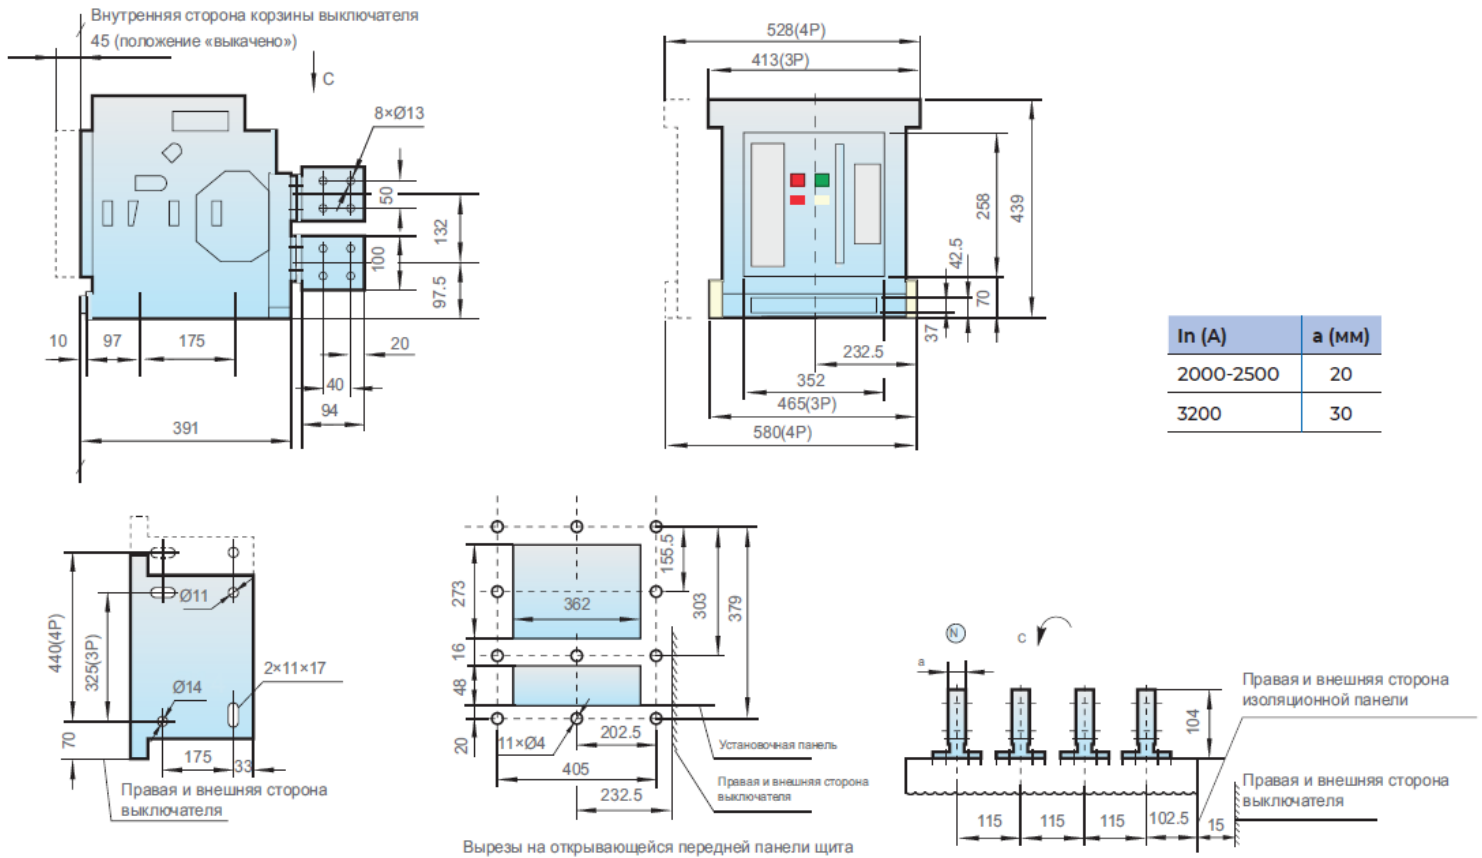 Внутренняя сторона корзины выключателя
45 (положение «выкачено»)
C
8×Ø13
50
132
100
97.5
10
97
175
20
40
94
391
528(4P)
413(3P)
258
439
42.5
70
37
232.5
352
465(3P)
580(4P)
In (A) a (мм)
2000-2500 20
3200 30
440(4P)
325(3P)
Ø11
2×11×17
Ø14
70
175
33
Правая и внешняя сторона
выключателя
273
362
155.5
303
379
16
48
20
11×Ø4
202.5
405
232.5
Установочная панель
Правая и внешняя сторона
выключателя
Вырезы на открывающейся передней панели щита
N
C
a
104
Правая и внешняя сторона
изоляционной панели
Правая и внешняя сторона
выключателя
115
115
115
102.5
15